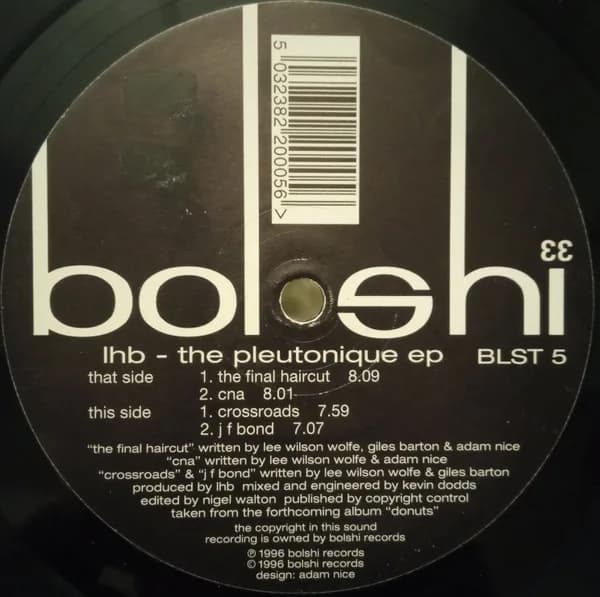 5 032382 200056 >
33
bolshi
lhb - the pleutonique ep BLST 5
that side 1. the final haircut 8.09
2. cna 8.01
this side 1. crossroads 7.59
2. j f bond 7.07
“the final haircut” written by lee wilson wolfe, giles barton & adam nice
“cna” written by lee wilson wolfe & adam nice
“crossroads” & “j f bond” written by lee wilson wolfe & giles barton
produced by lhb mixed and engineered by kevin dodds
edited by nigel walton published by copyright control
taken from the forthcoming album “donuts”
the copyright in this sound
recording is owned by bolshi records
℗ 1996 bolshi records
© 1996 bolshi records
design: adam nice